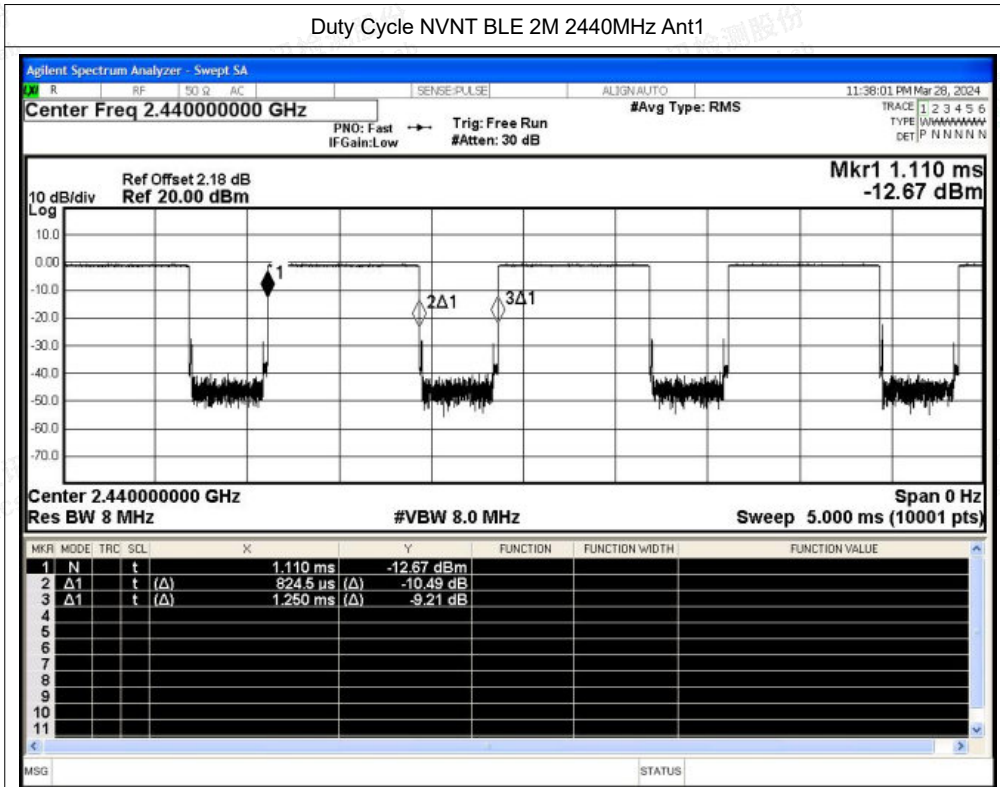 Duty Cycle NVNT BLE 2M 2440MHz Ant1
Agilent Spectrum Analyzer - Swept SA
R RF 50 Ω AC SENSE:PULSE ALIGN AUTO 11:38:01 PM Mar 28, 2024
Center Freq 2.440000000 GHz
#Avg Type: RMS
TRACE 1 2 3 4 5 6
PNO: Fast Trig: Free Run
TYPE
IFGain:Low #Atten: 30 dB
DET P N N N N N
Mkr1 1.110 ms
-12.67 dBm
Ref Offset 2.18 dB
10 dB/div Ref 20.00 dBm
Log
10.0
0.00
-10.0
-20.0
-30.0
-40.0
-50.0
-60.0
-70.0
1
2Δ1
3Δ1
Center 2.440000000 GHz Span 0 Hz
Res BW 8 MHz #VBW 8.0 MHz Sweep 5.000 ms (10001 pts)
MKR MODE TRC SCL X Y FUNCTION FUNCTION WIDTH FUNCTION VALUE
1 N t 1.110 ms -12.67 dBm
2 Δ1 t (Δ) 824.5 µs (Δ) -10.49 dB
3 Δ1 t (Δ) 1.250 ms (Δ) -9.21 dB
4
5
6
7
8
9
10
11
MSG STATUS